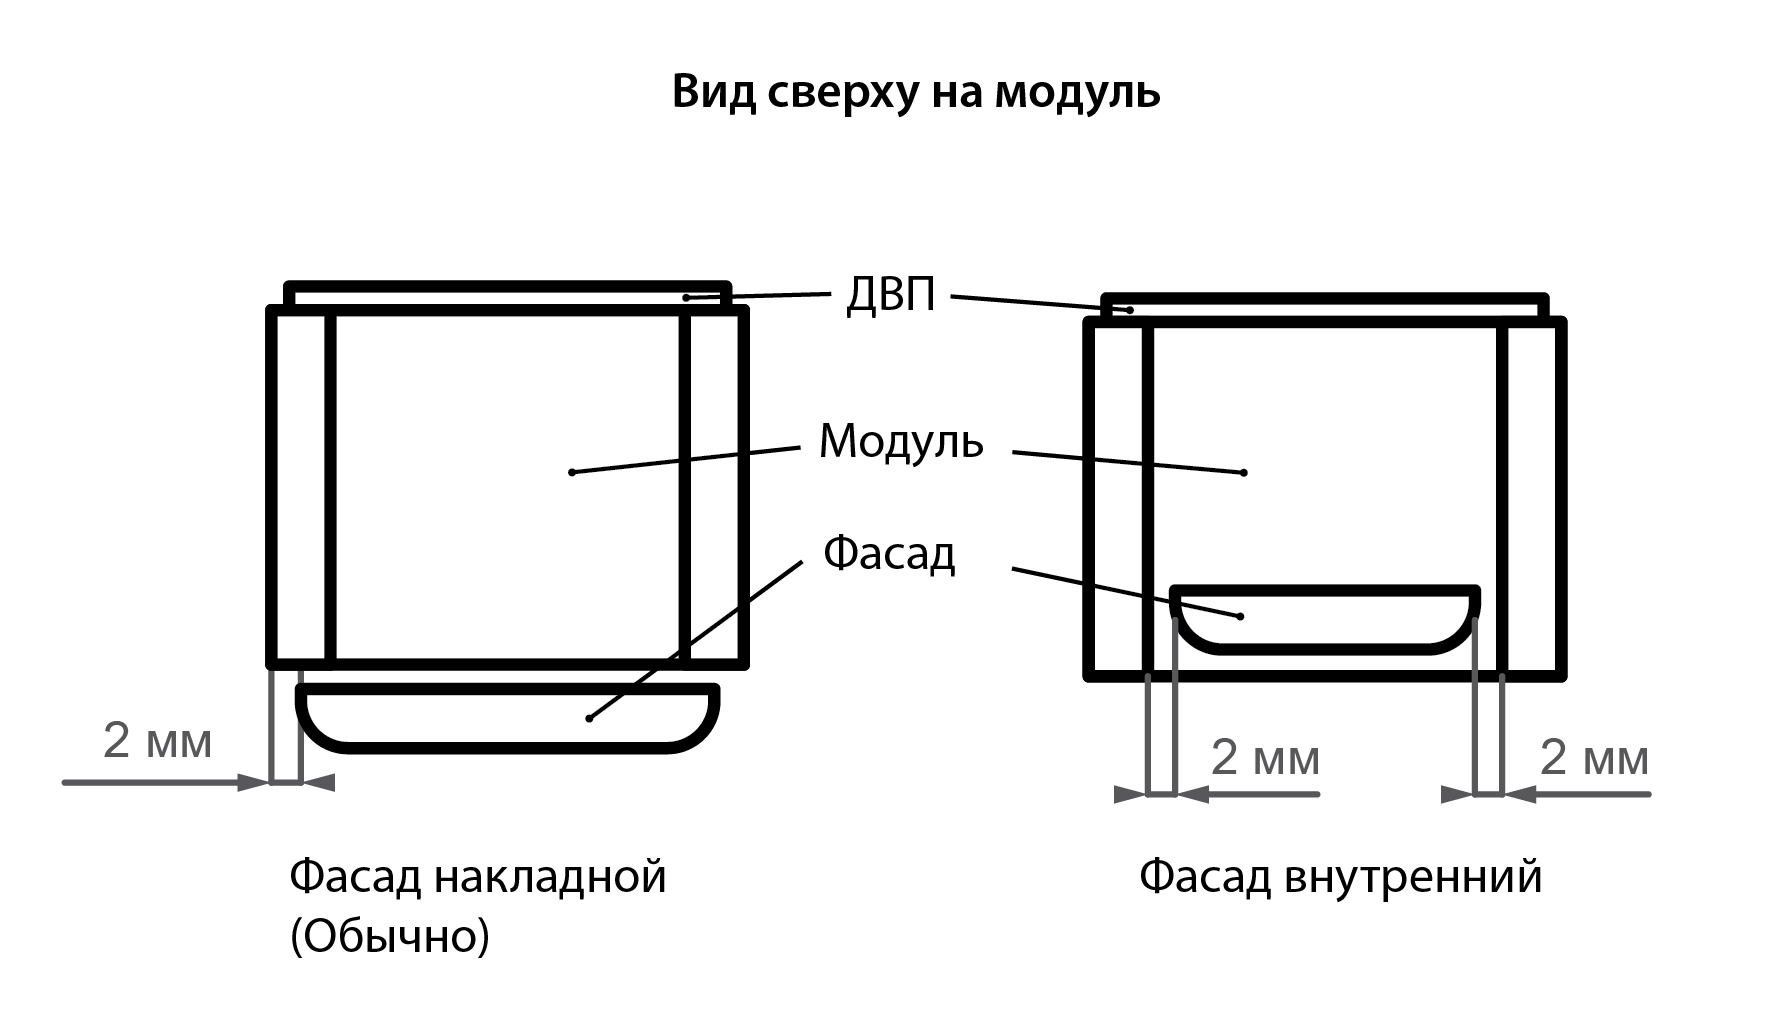 Вид сверху на модуль
ДВП
Модуль
Фасад
2 мм
2 мм
2 мм
Фасад накладной
(Обычно)
Фасад внутренний